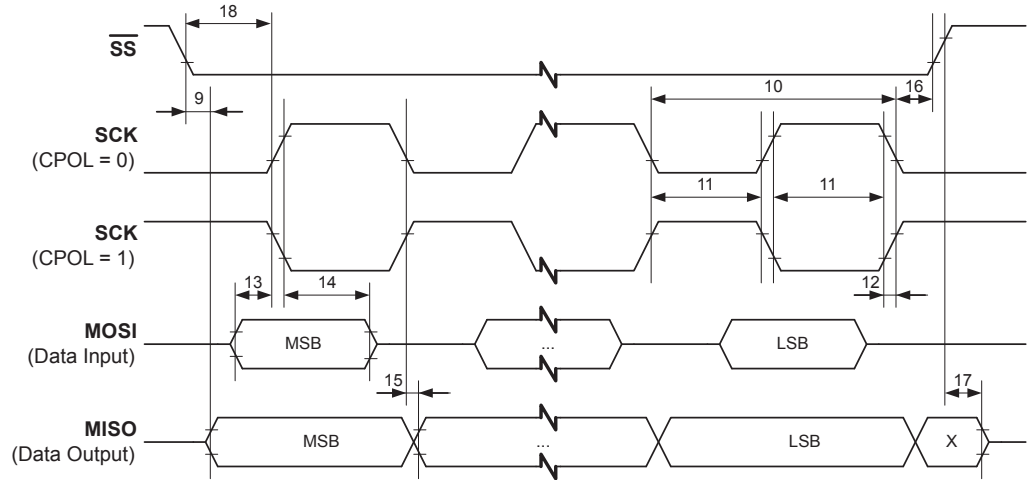 18
SS
10
16
9
SCK
(CPOL = 0)
11
11
SCK
(CPOL = 1)
13
14
12
MOSI
(Data Input)
MSB
...
LSB
15
17
MISO
(Data Output)
MSB
...
LSB
X